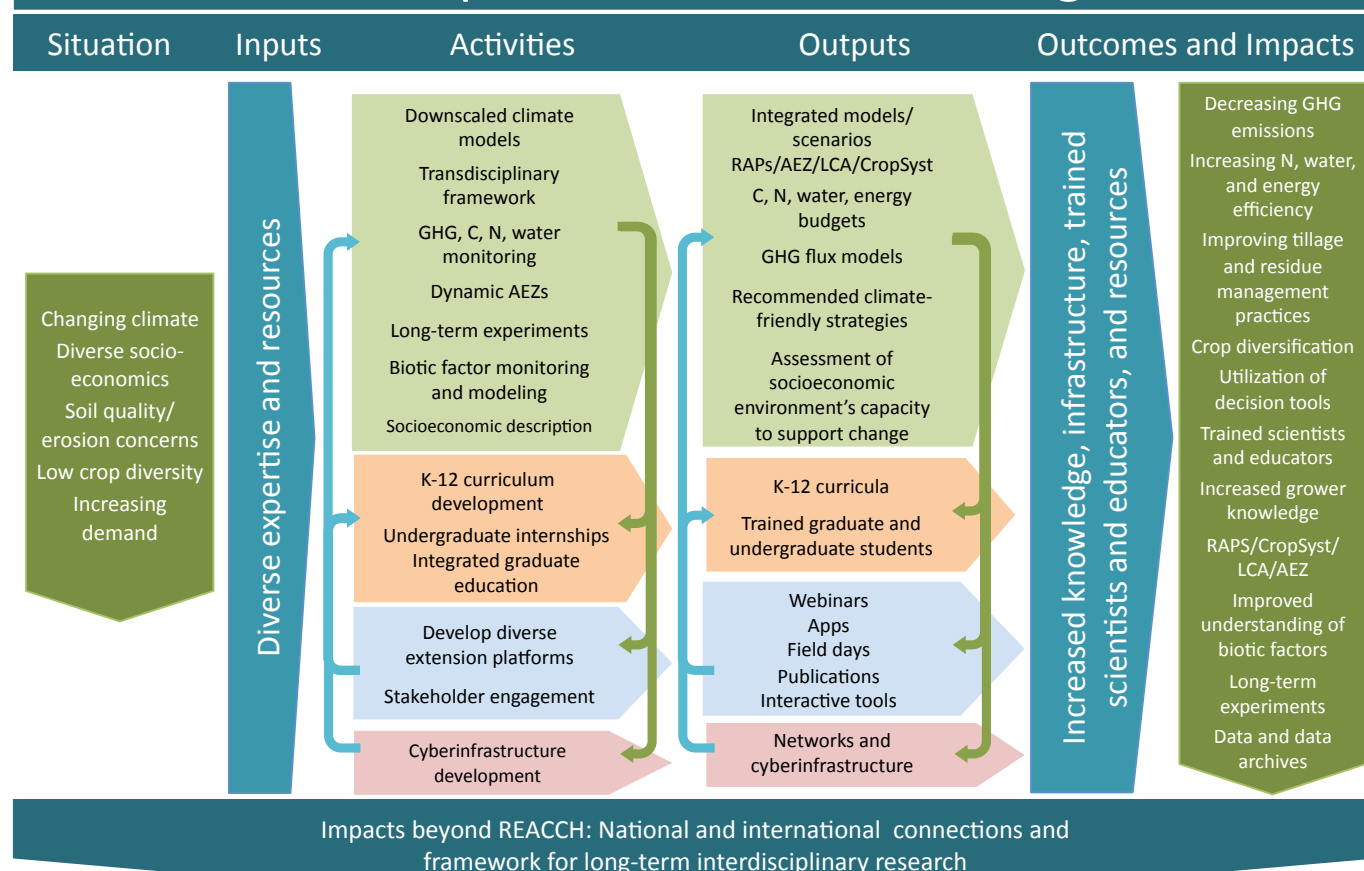 Situation
Inputs
Activities
Outputs
Outcomes and Impacts
Changing climate
Diverse socio-
economics
Soil quality/
erosion concerns
Low crop diversity
Increasing
demand
Diverse expertise and resources
Downscaled climate
models
Transdisciplinary
framework
GHG, C, N, water
monitoring
Dynamic AEZs
Long-term experiments
Biotic factor monitoring
and modeling
Socioeconomic description
K-12 curriculum
development
Undergraduate internships
Integrated graduate
education
Develop diverse
extension platforms
Stakeholder engagement
Cyberinfrastructure
development
Integrated models/
scenarios
RAPs/AEZ/LCA/CropSyst
C, N, water, energy
budgets
GHG flux models
Recommended climate-
friendly strategies
Assessment of
socioeconomic
environment's capacity
to support change
K-12 curricula
Trained graduate and
undergraduate students
Webinars
Apps
Field days
Publications
Interactive tools
Networks and
cyberinfrastructure
Increased knowledge, infrastructure, trained
scientists and educators, and resources
Decreasing GHG
emissions
Increasing N, water,
and energy
efficiency
Improving tillage
and residue
management
practices
Crop diversification
Utilization of
decision tools
Trained scientists
and educators
Increased grower
knowledge
RAPS/CropSyst/
LCA/AEZ
Improved
understanding of
biotic factors
Long-term
experiments
Data and data
archives
Impacts beyond REACCH: National and international connections and
framework for long-term interdisciplinary research